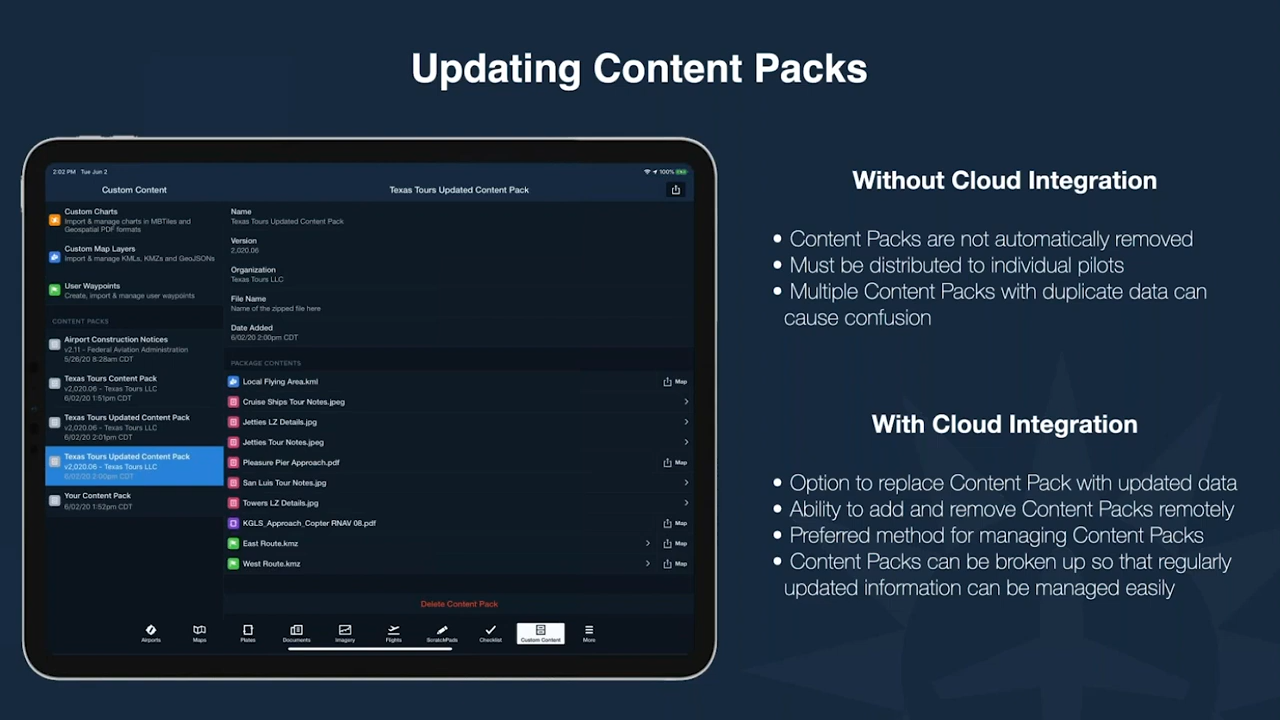 Updating Content Packs
2:02 PM Tue Jun 2
100%
Custom Content
Texas Tours Updated Content Pack
Custom Charts
Import & manage charts in MBTiles and
Geospatial PDF formats
Custom Map Layers
Import & manage KMLs, KMZs and GeoJSONs
User Waypoints
Create, import & manage user waypoints
CONTENT PACKS
Airport Construction Notices
v2.11 - Federal Aviation Administration
5/26/20 8:28am CDT
Texas Tours Content Pack
v2,020.06 - Texas Tours LLC
6/02/20 1:51pm CDT
Texas Tours Updated Content Pack
v2,020.06 - Texas Tours LLC
6/02/20 2:01pm CDT
Texas Tours Updated Content Pack
v2,020.06 - Texas Tours LLC
6/02/20 2:00pm CDT
Your Content Pack
6/02/20 1:52pm CDT
Name
Texas Tours Updated Content Pack
Version
2,020.06
Organization
Texas Tours LLC
File Name
Name of the zipped file here
Date Added
6/02/20 2:00pm CDT
PACKAGE CONTENTS
Local Flying Area.kml Map
Cruise Ships Tour Notes.jpeg
Jetties LZ Details.jpg
Jetties Tour Notes.jpeg
Pleasure Pier Approach.pdf Map
San Luis Tour Notes.jpg
Towers LZ Details.jpg
KGLS_Approach_Copter RNAV 08.pdf Map
East Route.kmz Map
West Route.kmz Map
Delete Content Pack
Airports Maps Plates Documents Imagery Flights ScratchPads Checklist Custom Content More
Without Cloud Integration
• Content Packs are not automatically removed
• Must be distributed to individual pilots
• Multiple Content Packs with duplicate data can
cause confusion
With Cloud Integration
• Option to replace Content Pack with updated data
• Ability to add and remove Content Packs remotely
• Preferred method for managing Content Packs
• Content Packs can be broken up so that regularly
updated information can be managed easily